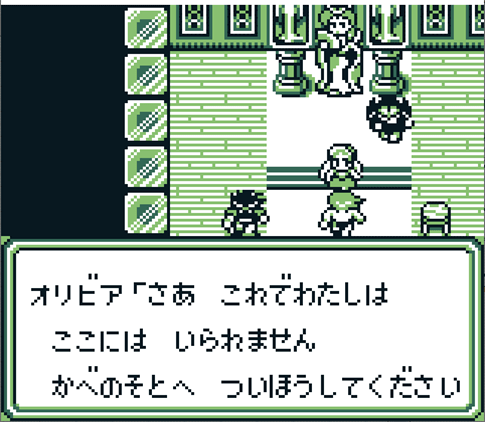 オリビア「さあ　これでわたしは
ここには　いられません
かべのそとへ　ついほうしてください